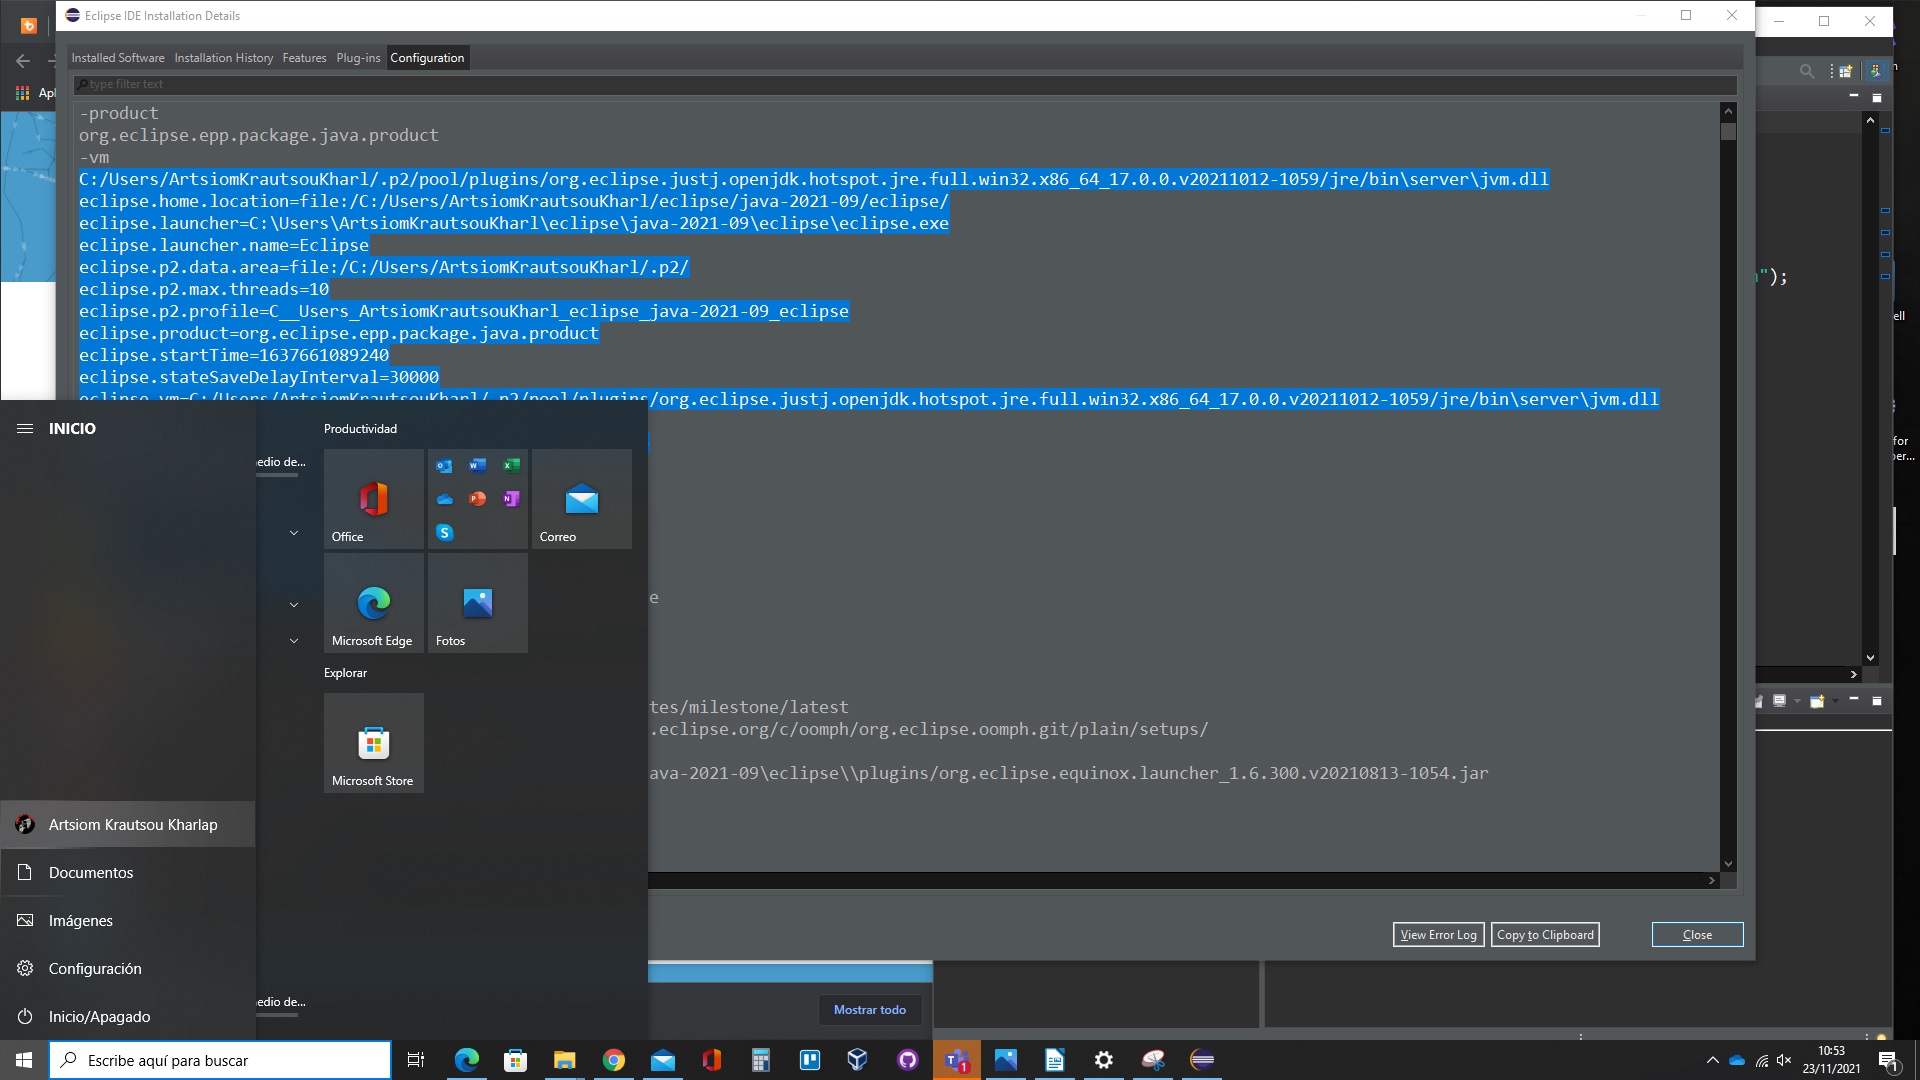 Eclipse IDE Installation Details
Installed Software Installation History Features Plug-ins Configuration
type filter text
Apl
-product
org.eclipse.epp.package.java.product
-vm
C:/Users/ArtsiomKrautsouKharl/.p2/pool/plugins/org.eclipse.justj.openjdk.hotspot.jre.full.win32.x86_64_17.0.0.v20211012-1059/jre/bin\server\jvm.dll
eclipse.home.location=file:/C:/Users/ArtsiomKrautsouKharl/eclipse/java-2021-09/eclipse/
eclipse.launcher=C:\Users\ArtsiomKrautsouKharl\eclipse\java-2021-09\eclipse\eclipse.exe
eclipse.launcher.name=Eclipse
eclipse.p2.data.area=file:/C:/Users/ArtsiomKrautsouKharl/.p2/
eclipse.p2.max.threads=10
eclipse.p2.profile=C__Users_ArtsiomKrautsouKharl_eclipse_java-2021-09_eclipse
eclipse.product=org.eclipse.epp.package.java.product
eclipse.startTime=1637661089240
eclipse.stateSaveDelayInterval=30000
eclipse.vm=C:/Users/ArtsiomKrautsouKharl/.p2/pool/plugins/org.eclipse.justj.openjdk.hotspot.jre.full.win32.x86_64_17.0.0.v20211012-1059/jre/bin\server\jvm.dll
");
ell
for
per...
e
tes/milestone/latest
.eclipse.org/c/oomph/org.eclipse.oomph.git/plain/setups/
ava-2021-09\eclipse\\plugins/org.eclipse.equinox.launcher_1.6.300.v20210813-1054.jar
View Error Log
Copy to Clipboard
Close
INICIO
edio de...
Productividad
Office
Correo
Microsoft Edge
Fotos
Explorar
Microsoft Store
Artsiom Krautsou Kharlap
Documentos
Imágenes
Configuración
Inicio/Apagado
edio de...
Mostrar todo
Escribe aquí para buscar
1
10:53
23/11/2021
1